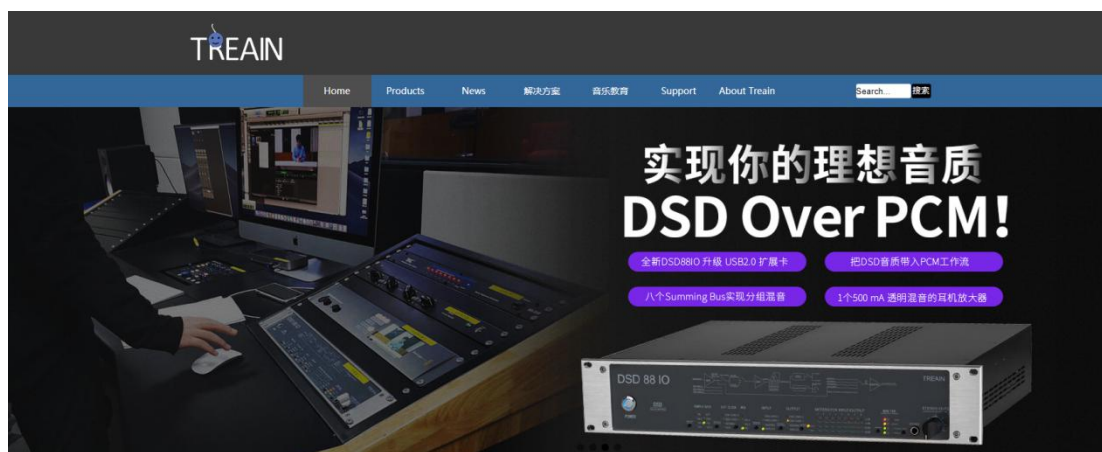 TREAIN
Home Products News 解决方案 音乐教育 Support About Treain Search... 搜索
实现你的理想音质
DSD Over PCM!
全新DSD88IO 升级 USB2.0 扩展卡 把DSD音质带入PCM工作流
八个Summing Bus实现分组混音 1个500 mA 透明混音的耳机放大器
DSD 88 IO TREAIN
POWER